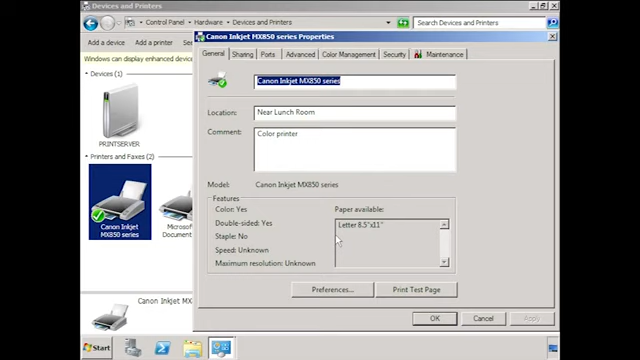 Devices and Printers
Control Panel
Hardware
Devices and Printers
Search Devices and Printers
Add a device
Add a printer
Windows can display enhanced
Devices (1)
PRINTSERVER
Printers and Faxes (2)
Canon Inkjet
MX850 series
Microsoft
Documen
Canon Inkjet MX
Canon Inkjet MX850 series Properties
General
Sharing
Ports
Advanced
Color Management
Security
Maintenance
Canon Inkjet MX850 series
Location:
Near Lunch Room
Comment:
Color printer
Model:
Canon Inkjet MX850 series
Features
Color: Yes
Double-sided: Yes
Staple: No
Speed: Unknown
Maximum resolution: Unknown
Paper available:
Letter 8.5"x11"
Preferences...
Print Test Page
OK
Cancel
Apply
Start